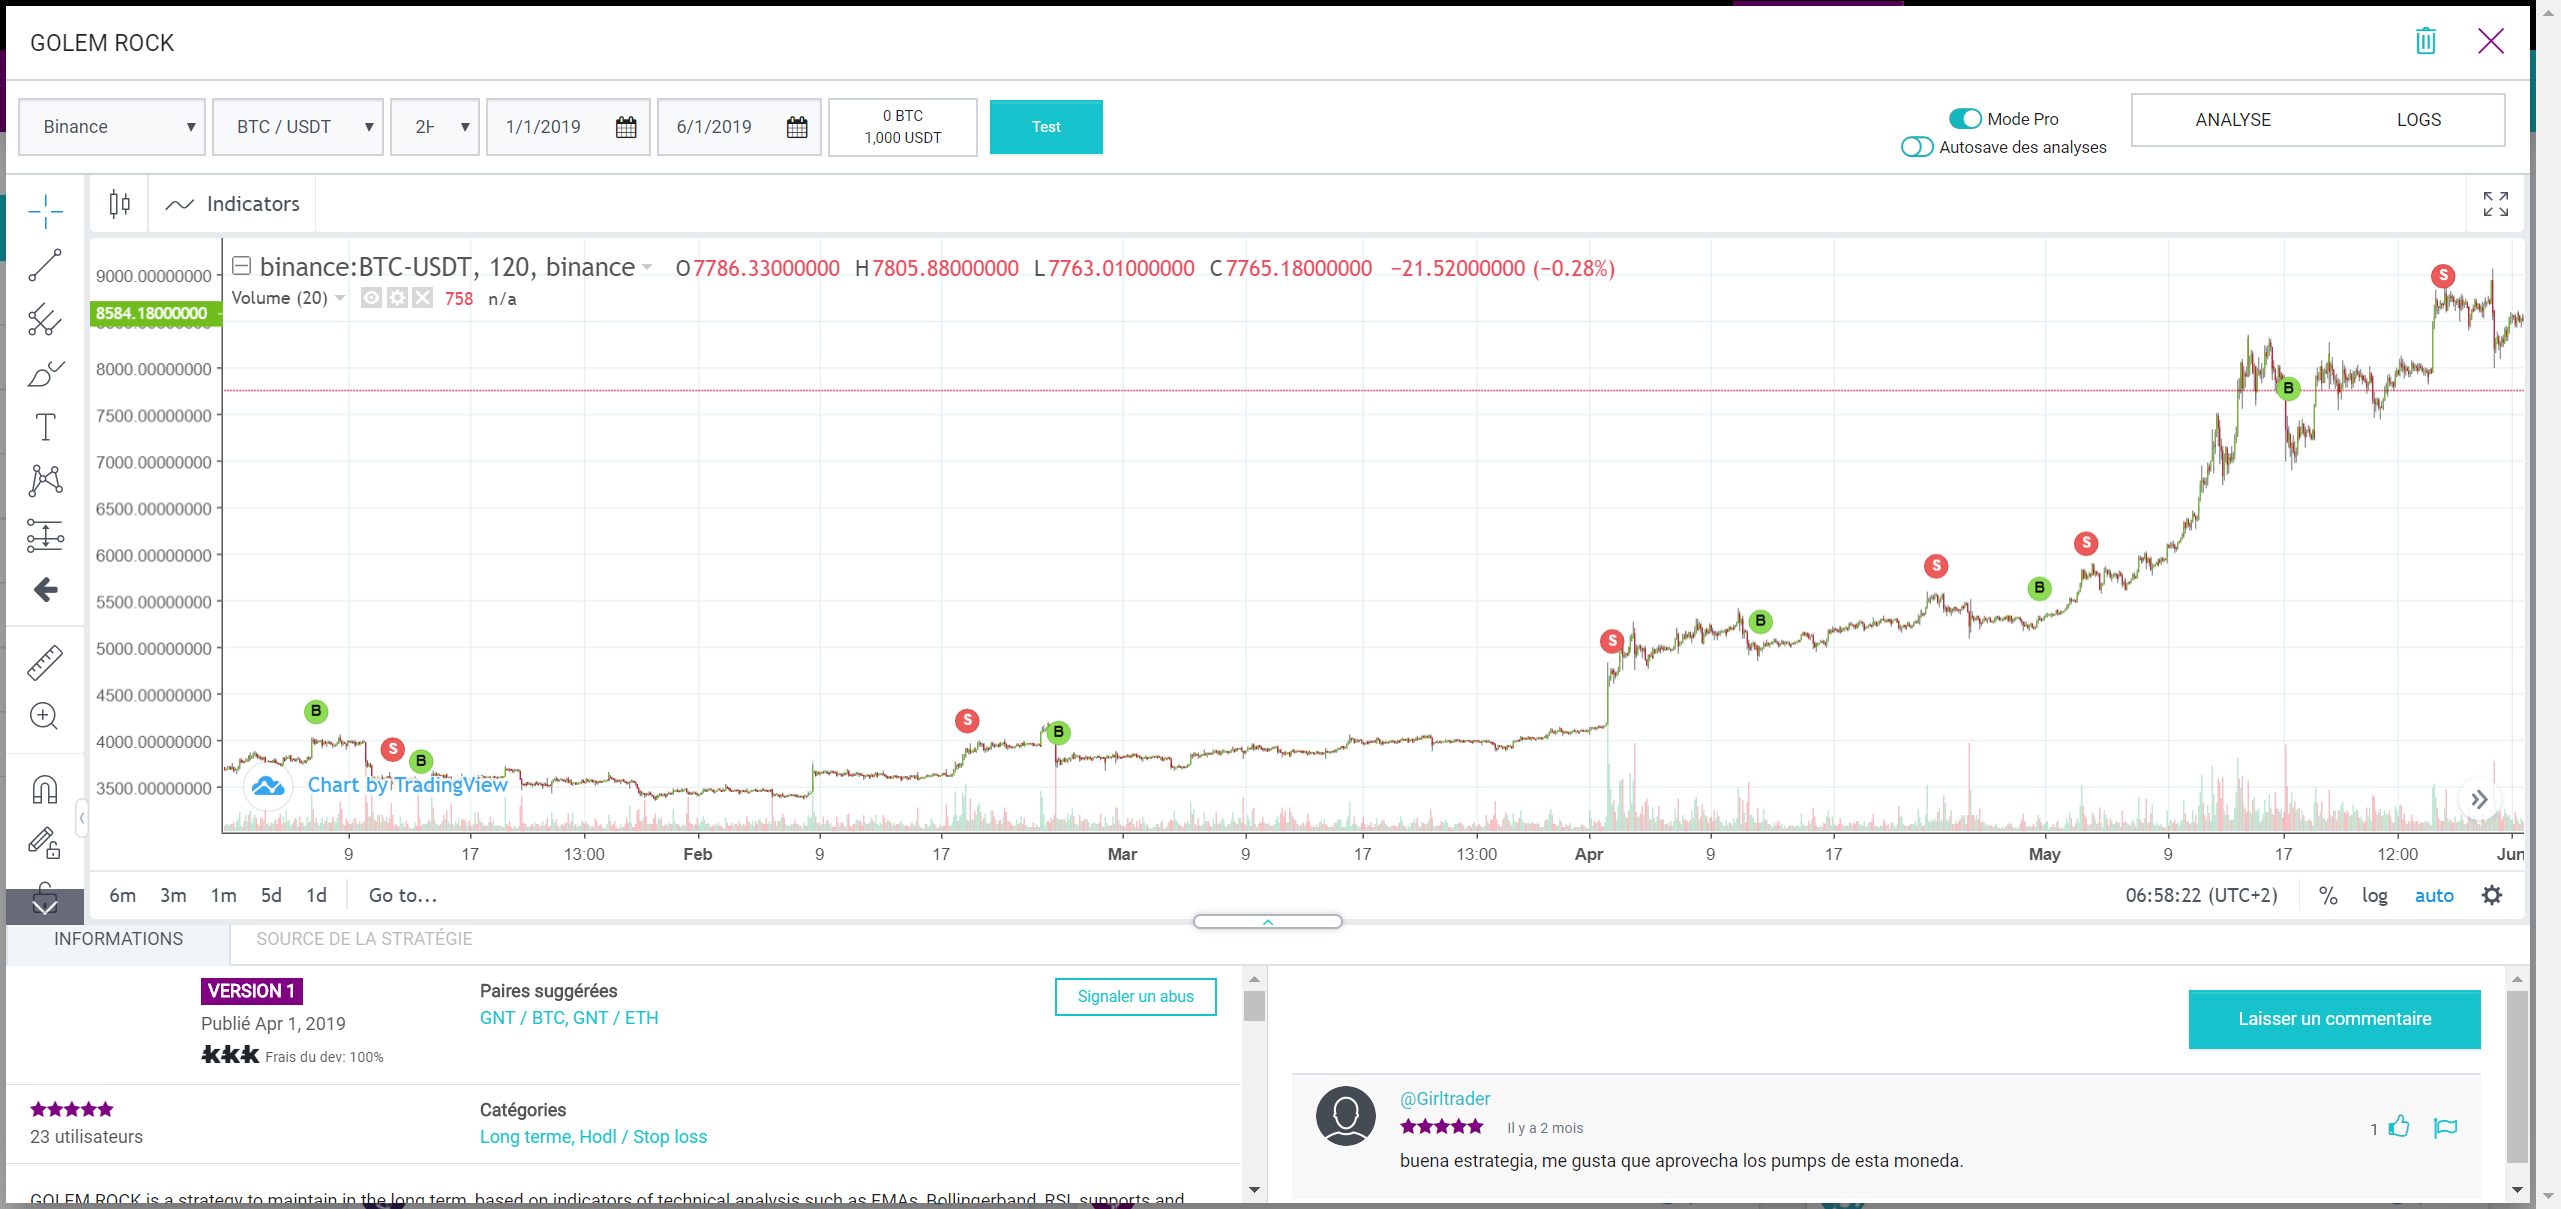 GOLEM ROCK
Binance
BTC / USDT
2H
1/1/2019
6/1/2019
0 BTC
1,000 USDT
Test
Mode Pro
Autosave des analyses
ANALYSE
LOGS
Indicators
binance:BTC-USDT, 120, binance O7786.33000000 H7805.88000000 L7763.01000000 C7765.18000000 −21.52000000 (−0.28%)
Volume (20) 758 n/a
9000.00000000
8584.18000000
8000.00000000
7500.00000000
7000.00000000
6500.00000000
6000.00000000
5500.00000000
5000.00000000
4500.00000000
4000.00000000
3500.00000000
B
S
B
S
B
S
B
S
B
S
B
S
Chart by TradingView
9 17 13:00 Feb 9 17 Mar 9 17 13:00 Apr 9 17 May 9 17 12:00 Jun
6m 3m 1m 5d 1d Go to...
06:58:22 (UTC+2) % log auto
INFORMATIONS
SOURCE DE LA STRATÉGIE
VERSION 1
Publié Apr 1, 2019
Frais du dev: 100%
Paires suggérées
GNT / BTC, GNT / ETH
Signaler un abus
23 utilisateurs
Catégories
Long terme, Hodl / Stop loss
GOLEM ROCK is a strategy to maintain in the long term, based on indicators of technical analysis such as EMAs, Bollingerband, RSI, supports and
Laisser un commentaire
@Girltrader
Il y a 2 mois
1
buena estrategia, me gusta que aprovecha los pumps de esta moneda.